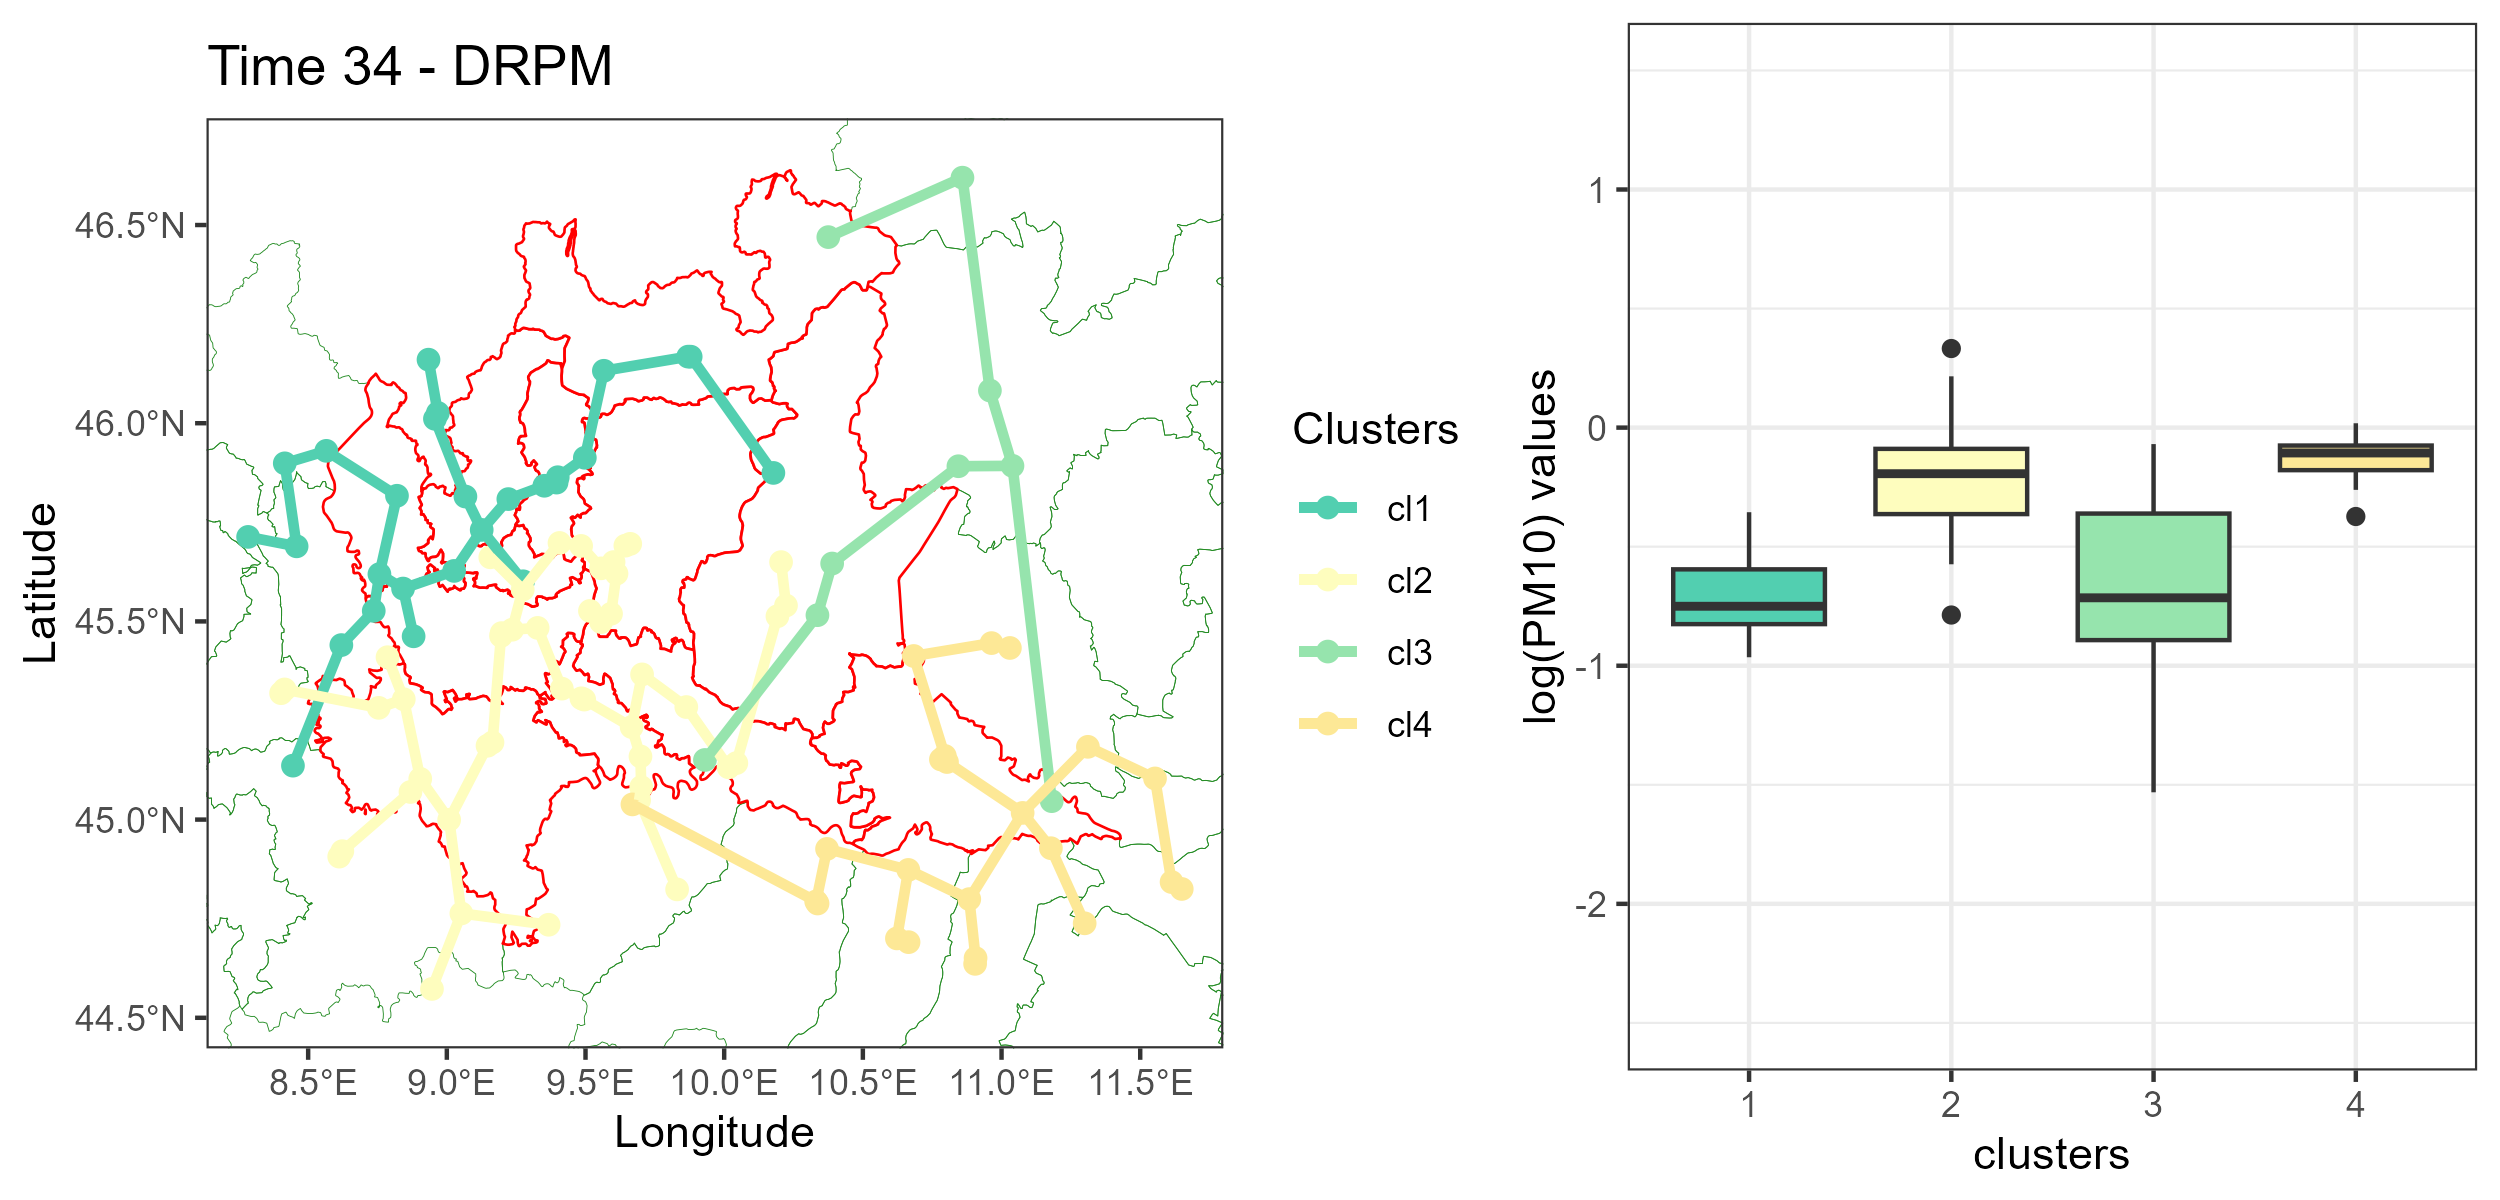 Time 34 - DRPM
Latitude
46.5°N
46.0°N
45.5°N
45.0°N
44.5°N
8.5°E 9.0°E 9.5°E 10.0°E 10.5°E 11.0°E 11.5°E
Longitude
Clusters
cl1
cl2
cl3
cl4
log(PM10)) values
1
0
-1
-2
1 2 3 4
clusters